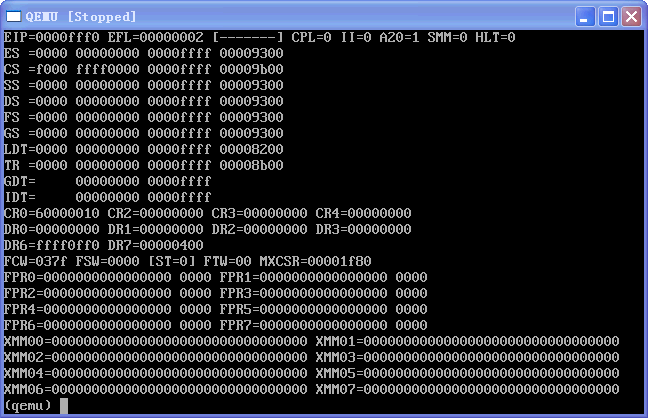 QEMU [Stopped]
EIP=0000fff0 EFL=00000002 [-------] CPL=0 II=0 A20=1 SMM=0 HLT=0
ES =0000 00000000 0000ffff 00009300
CS =f000 ffff0000 0000ffff 00009b00
SS =0000 00000000 0000ffff 00009300
DS =0000 00000000 0000ffff 00009300
FS =0000 00000000 0000ffff 00009300
GS =0000 00000000 0000ffff 00009300
LDT=0000 00000000 0000ffff 00008200
TR =0000 00000000 0000ffff 00008b00
GDT=     00000000 0000ffff
IDT=     00000000 0000ffff
CR0=60000010 CR2=00000000 CR3=00000000 CR4=00000000
DR0=00000000 DR1=00000000 DR2=00000000 DR3=00000000
DR6=ffff0ff0 DR7=00000400
FCW=037f FSW=0000 [ST=0] FTW=00 MXCSR=00001f80
FPR0=0000000000000000 0000 FPR1=0000000000000000 0000
FPR2=0000000000000000 0000 FPR3=0000000000000000 0000
FPR4=0000000000000000 0000 FPR5=0000000000000000 0000
FPR6=0000000000000000 0000 FPR7=0000000000000000 0000
XMM00=00000000000000000000000000000000 XMM01=00000000000000000000000000000000
XMM02=00000000000000000000000000000000 XMM03=00000000000000000000000000000000
XMM04=00000000000000000000000000000000 XMM05=00000000000000000000000000000000
XMM06=00000000000000000000000000000000 XMM07=00000000000000000000000000000000
(qemu)